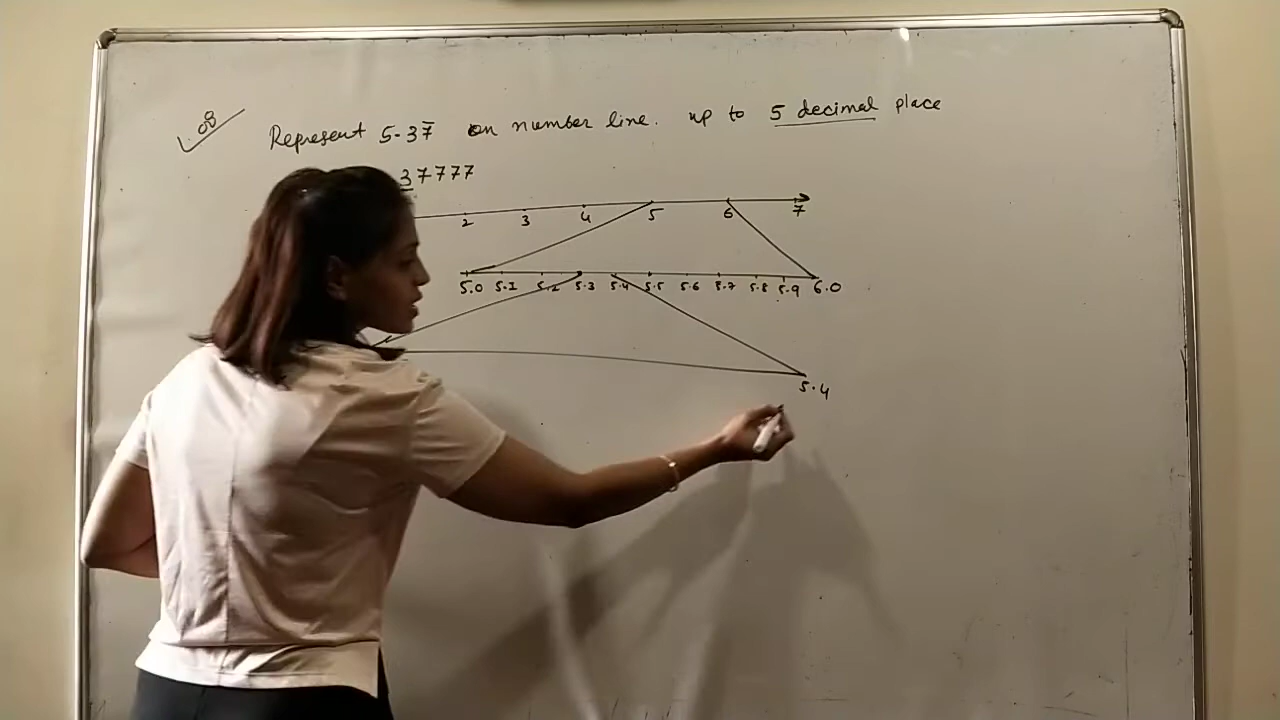 Q8
Represent 5.37̅ on number line. up to 5 decimal place
37777
2 3 4 5 6 7
5.0 5.1 5.2 5.3 5.4 5.5 5.6 5.7 5.8 5.9 6.0
5.4